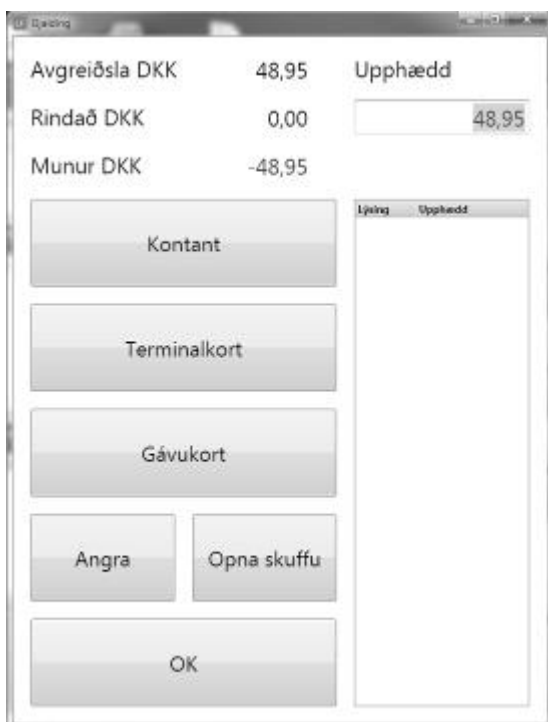 Gjalding
Avgreiðsla DKK 48,95 Upphædd
Rindað DKK 0,00 48,95
Munur DKK -48,95
Lýsing Upphædd
Kontant
Terminalkort
Gávukort
Angra Opna skuffu
OK